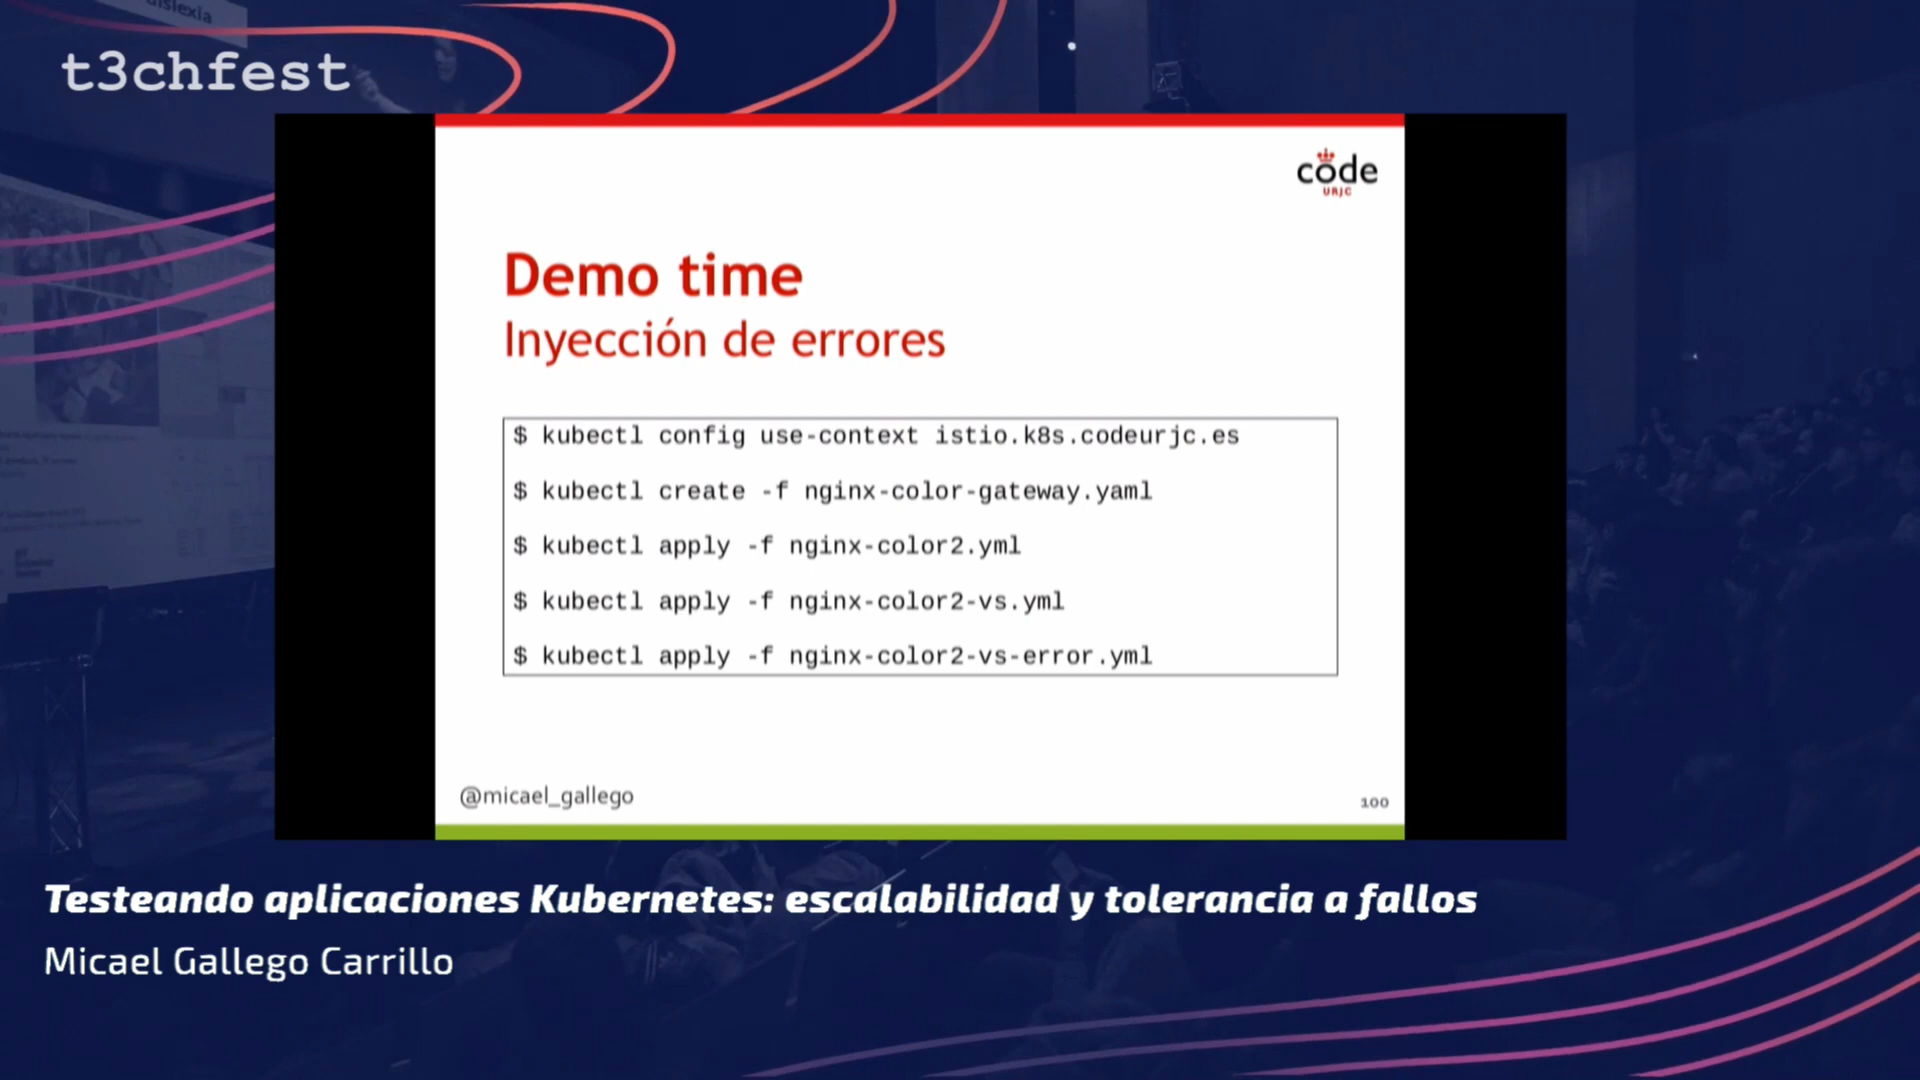 dislexia
t3chfest
code
URJC
Demo time
Inyección de errores
$ kubectl config use-context istio.k8s.codeurjc.es
$ kubectl create -f nginx-color-gateway.yaml
$ kubectl apply -f nginx-color2.yml
$ kubectl apply -f nginx-color2-vs.yml
$ kubectl apply -f nginx-color2-vs-error.yml
@micael_gallego
100
Testeando aplicaciones Kubernetes: escalabilidad y tolerancia a fallos
Micael Gallego Carrillo